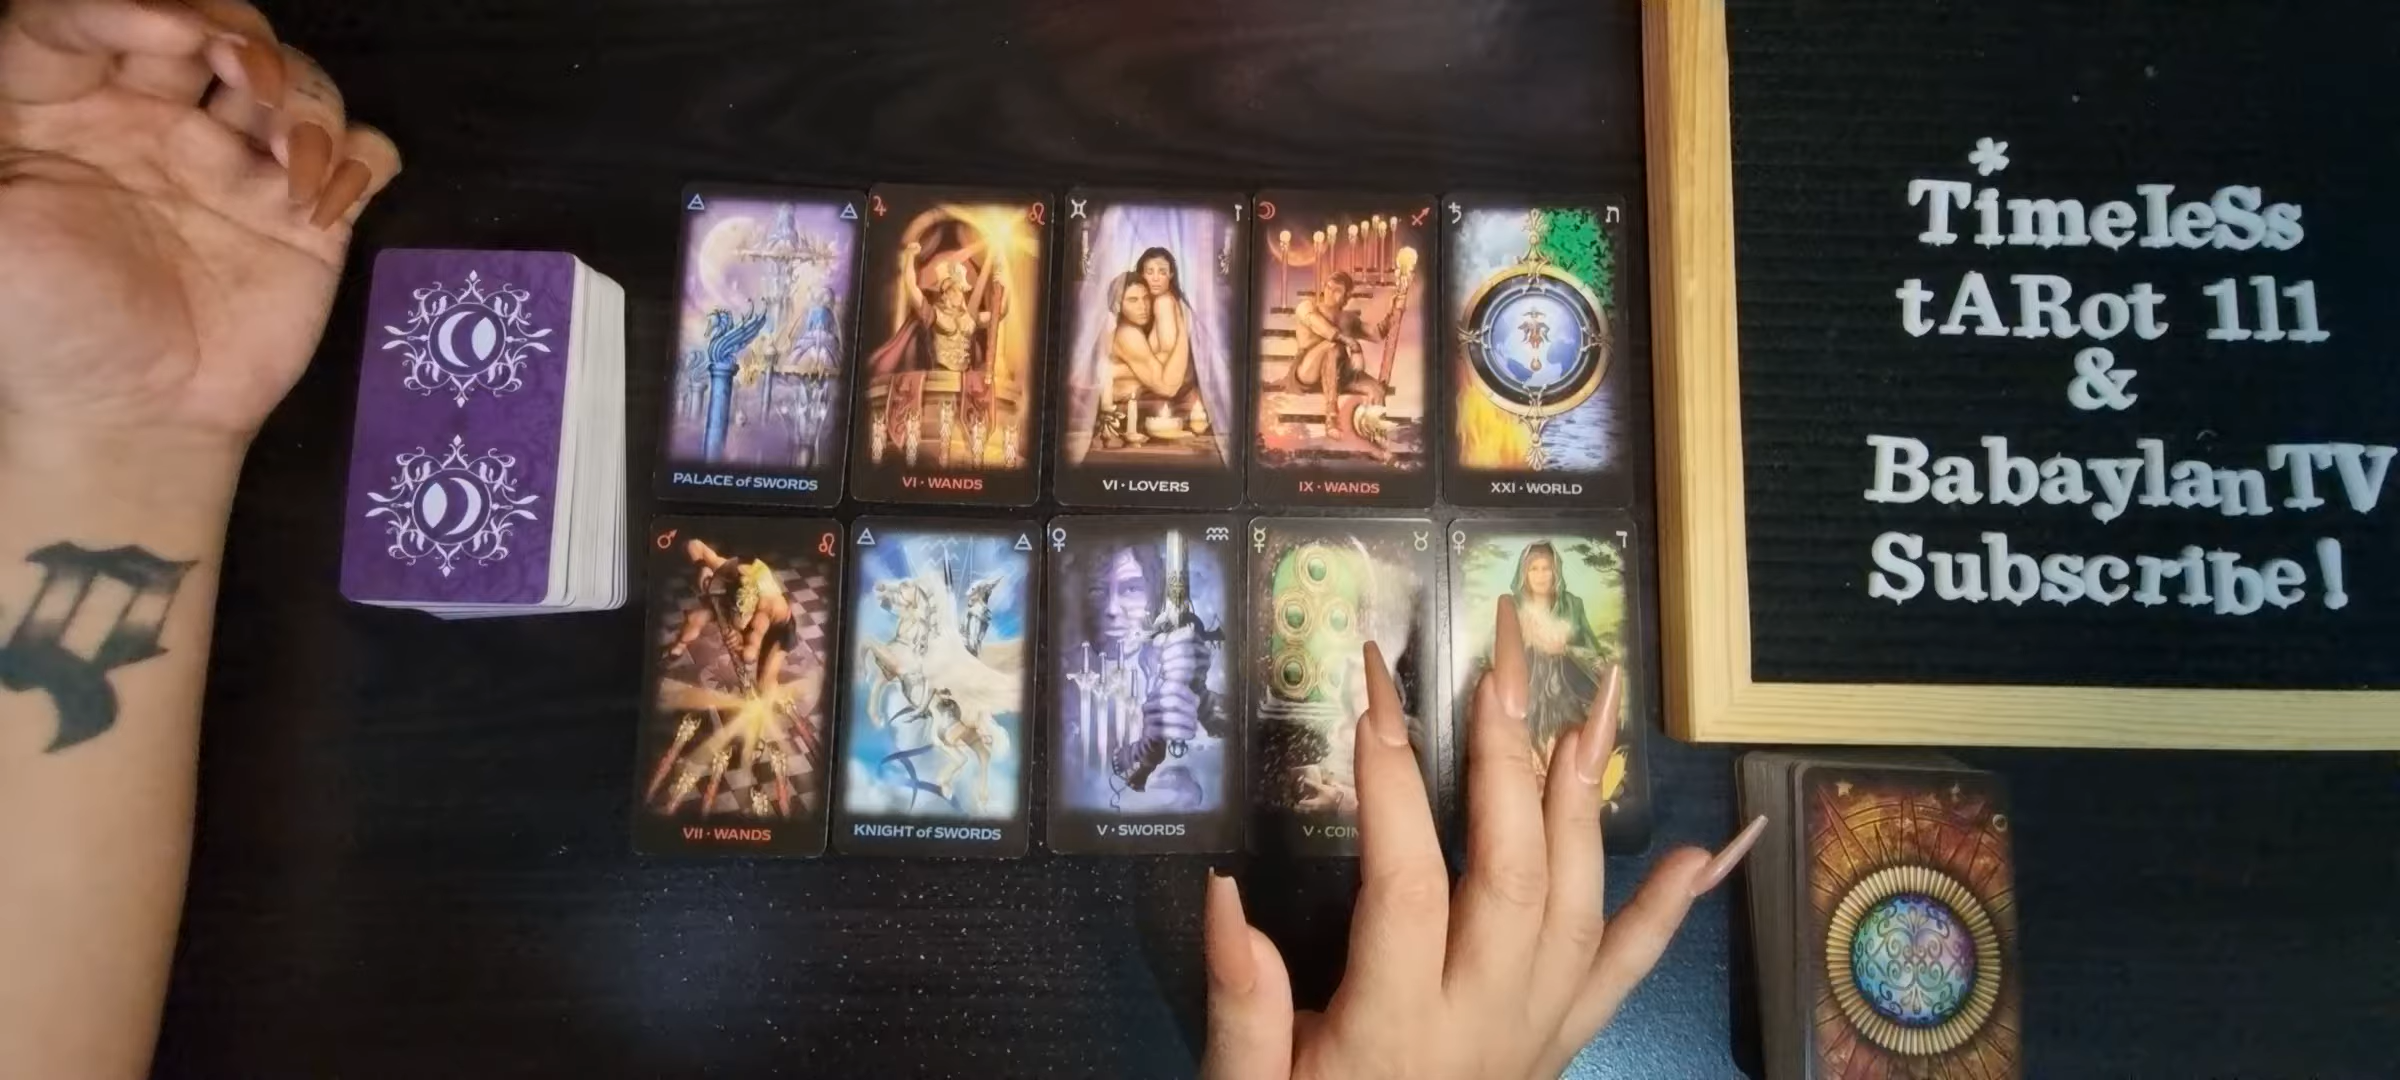 PALACE of SWORDS
VI · WANDS
VI · LOVERS
IX · WANDS
XXI · WORLD
VII · WANDS
KNIGHT of SWORDS
V · SWORDS
V · COIN
TimeleSs
tARot 111
&
BabaylanTV
Subscribe!